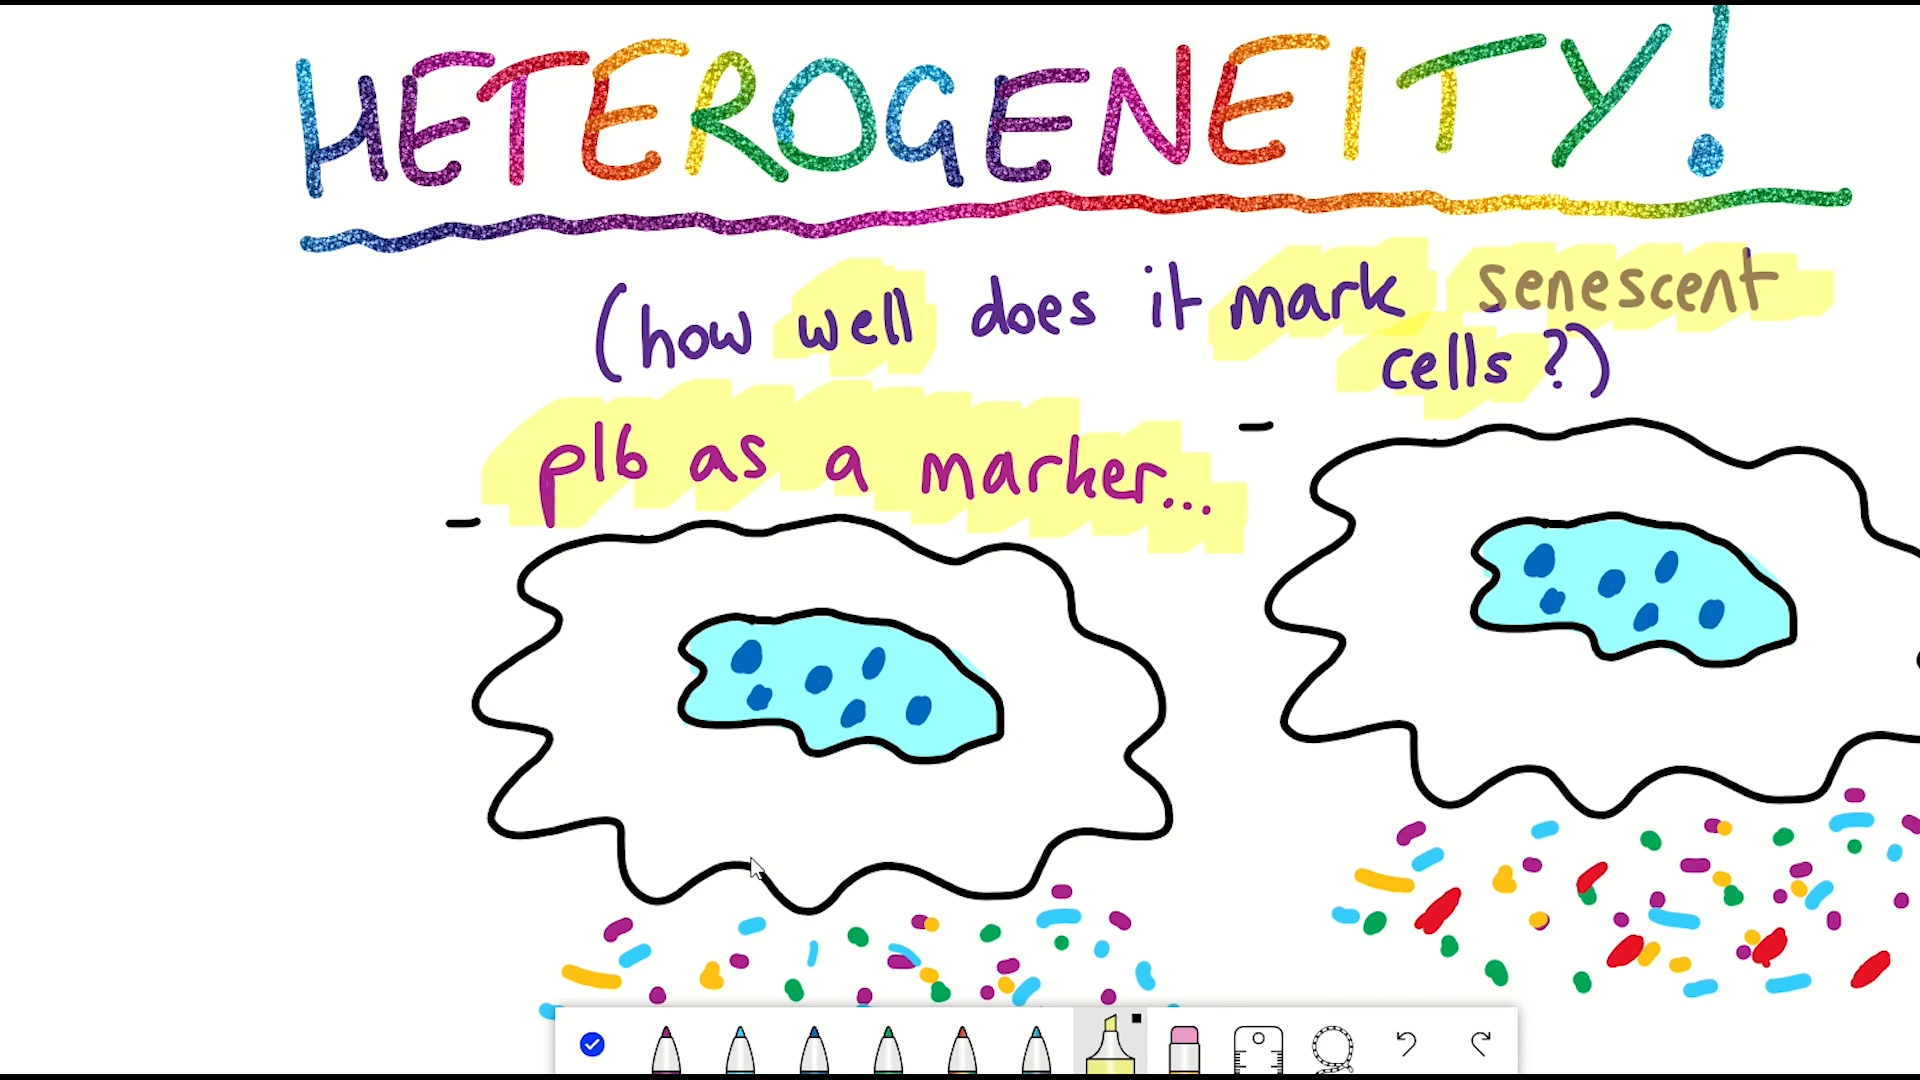 HETEROGENEITY!
(how well does it mark senescent
cells?)
p16 as a marker...